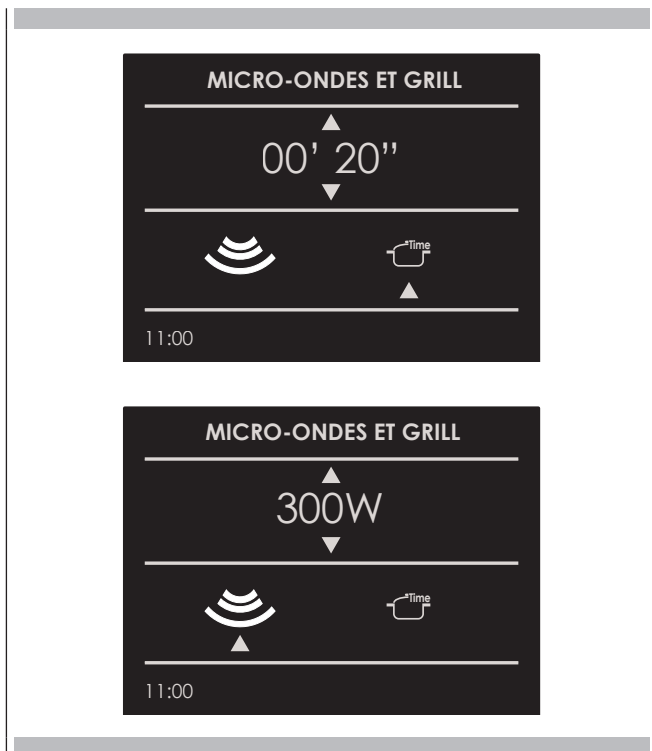 MICRO-ONDES ET GRILL
00’ 20”
Time
11:00
MICRO-ONDES ET GRILL
300W
Time
11:00